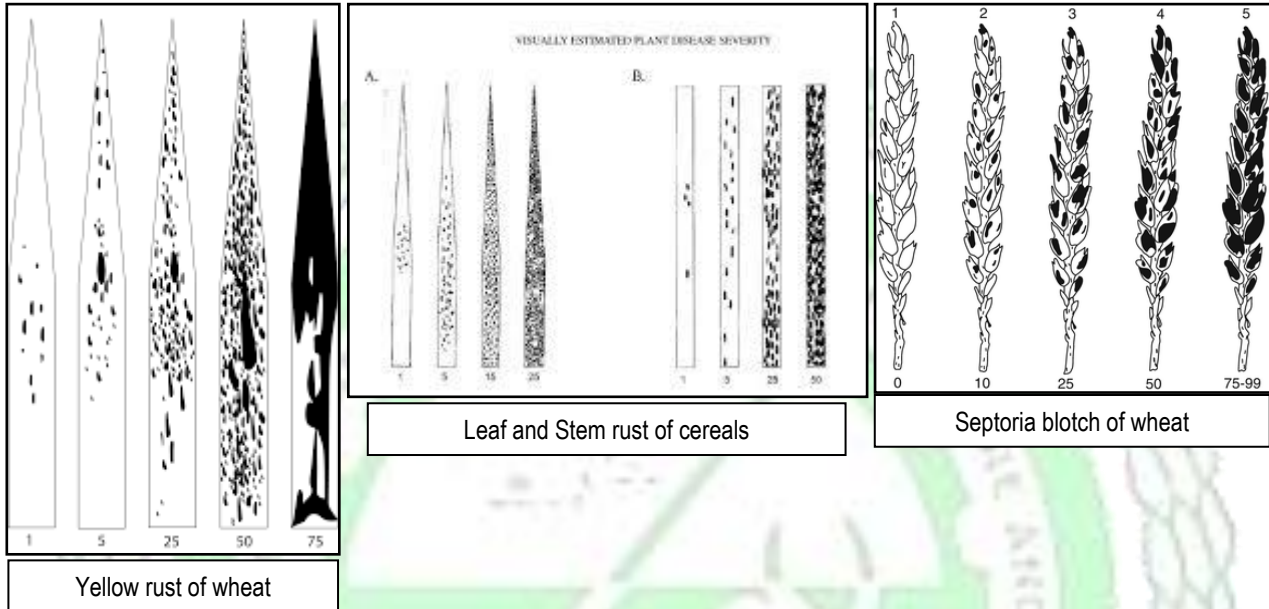 1 5 25 50 75
Yellow rust of wheat
VISUALLY ESTIMATED PLANT DISEASE SEVERITY
A. B.
1 5 15 25 1 5 25 50
Leaf and Stem rust of cereals
1 2 3 4 5
0 10 25 50 75-99
Septoria blotch of wheat